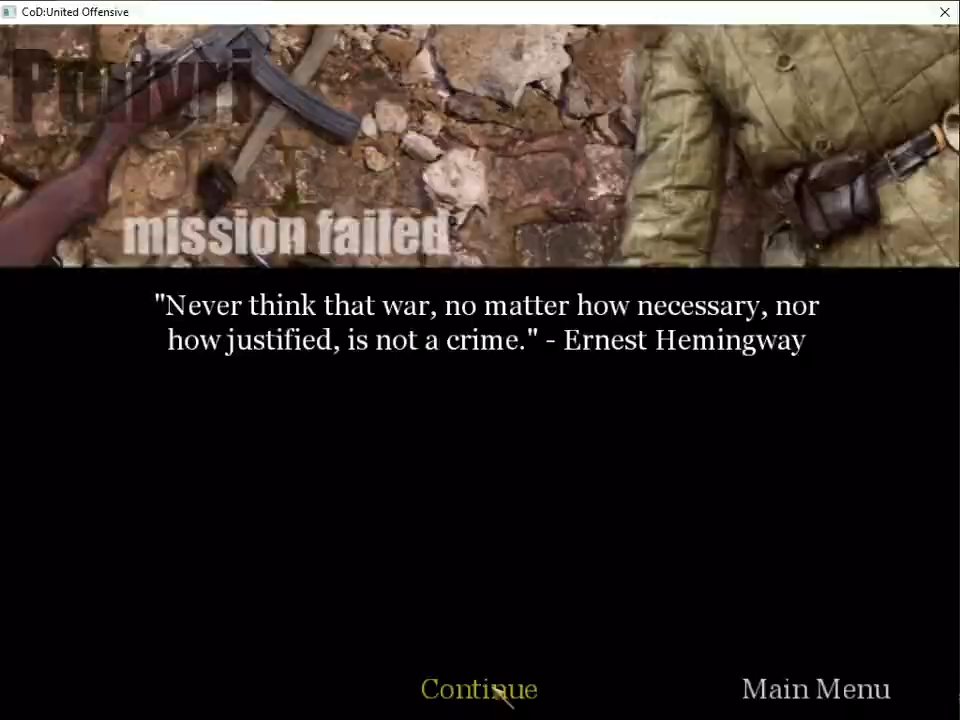 CoD:United Offensive
mission failed
"Never think that war, no matter how necessary, nor
how justified, is not a crime." - Ernest Hemingway
Continue
Main Menu